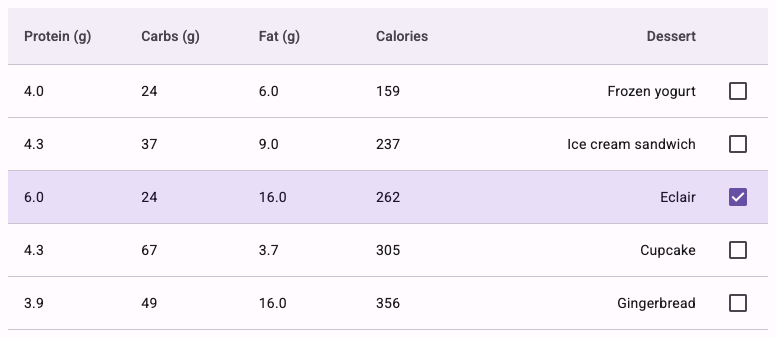 Protein (g) Carbs (g) Fat (g) Calories Dessert
4.0 24 6.0 159 Frozen yogurt
4.3 37 9.0 237 Ice cream sandwich
6.0 24 16.0 262 Eclair
4.3 67 3.7 305 Cupcake
3.9 49 16.0 356 Gingerbread